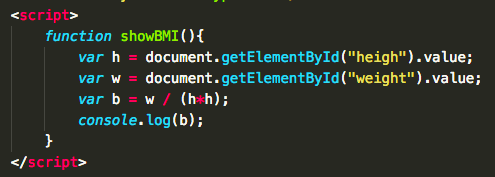 <script>
function showBMI(){
var h = document.getElementById("heigh").value;
var w = document.getElementById("weight").value;
var b = w / (h*h);
console.log(b);
}
</script>